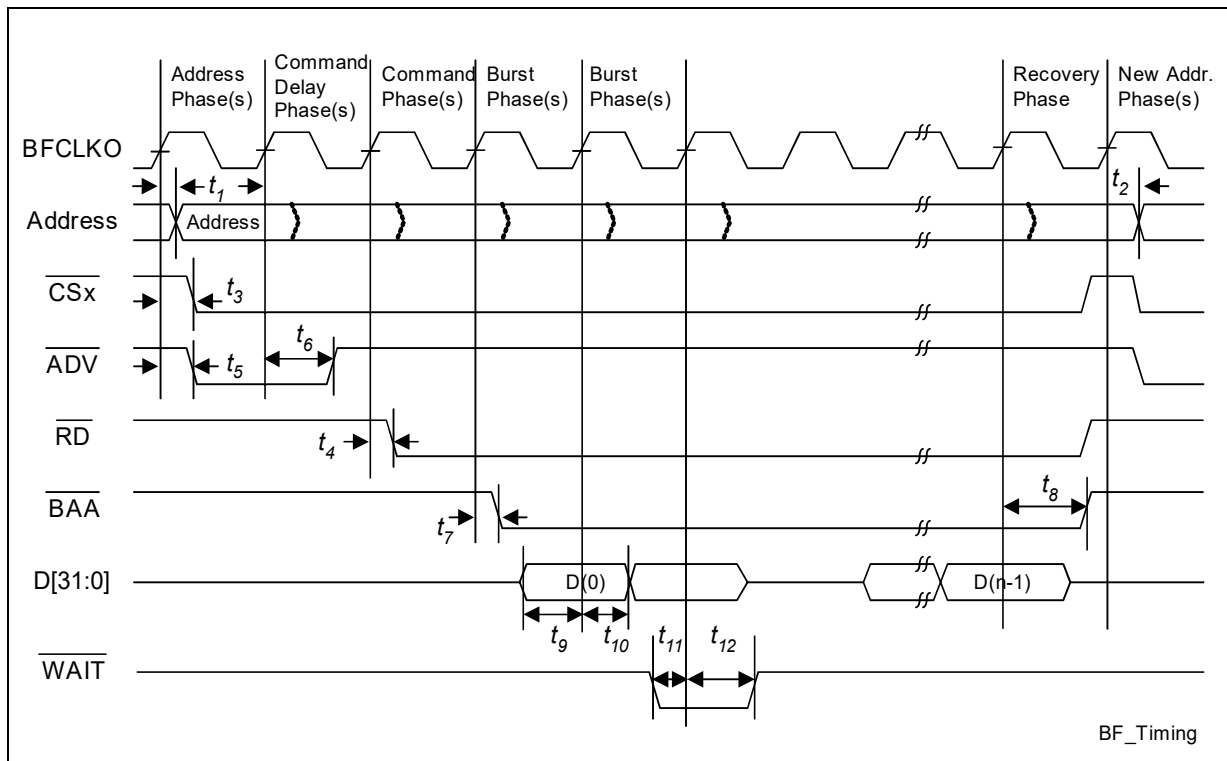 Address
Phase(s)
Command
Delay
Phase(s)
Command
Phase(s)
Burst
Phase(s)
Burst
Phase(s)
Recovery
Phase
New Addr.
Phase(s)
BFCLKO
t1
t2
Address
Address
CSx
t3
t6
ADV
t5
RD
t4
BAA
t7
t8
D[31:0]
D(0)
D(n-1)
t9
t10
t11
t12
WAIT
BF_Timing